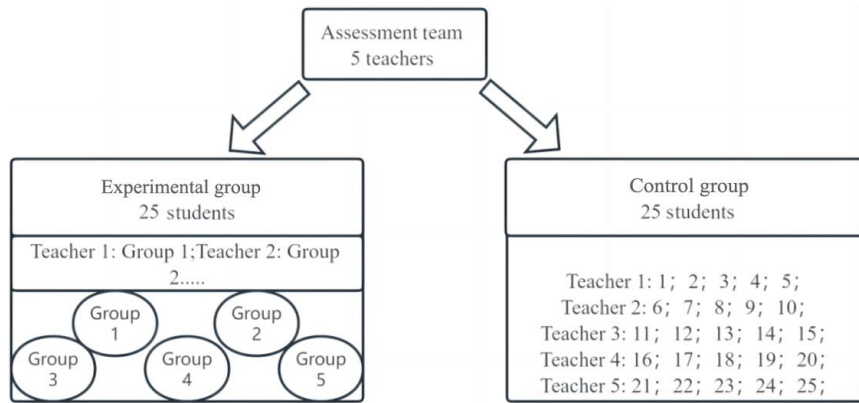 Assessment team
5 teachers
Experimental group
25 students
Teacher 1: Group 1;Teacher 2: Group
2.....
Group
1
Group
2
Group
3
Group
4
Group
5
Control group
25 students
Teacher 1: 1; 2; 3; 4; 5;
Teacher 2: 6; 7; 8; 9; 10;
Teacher 3: 11; 12; 13; 14; 15;
Teacher 4: 16; 17; 18; 19; 20;
Teacher 5: 21; 22; 23; 24; 25;